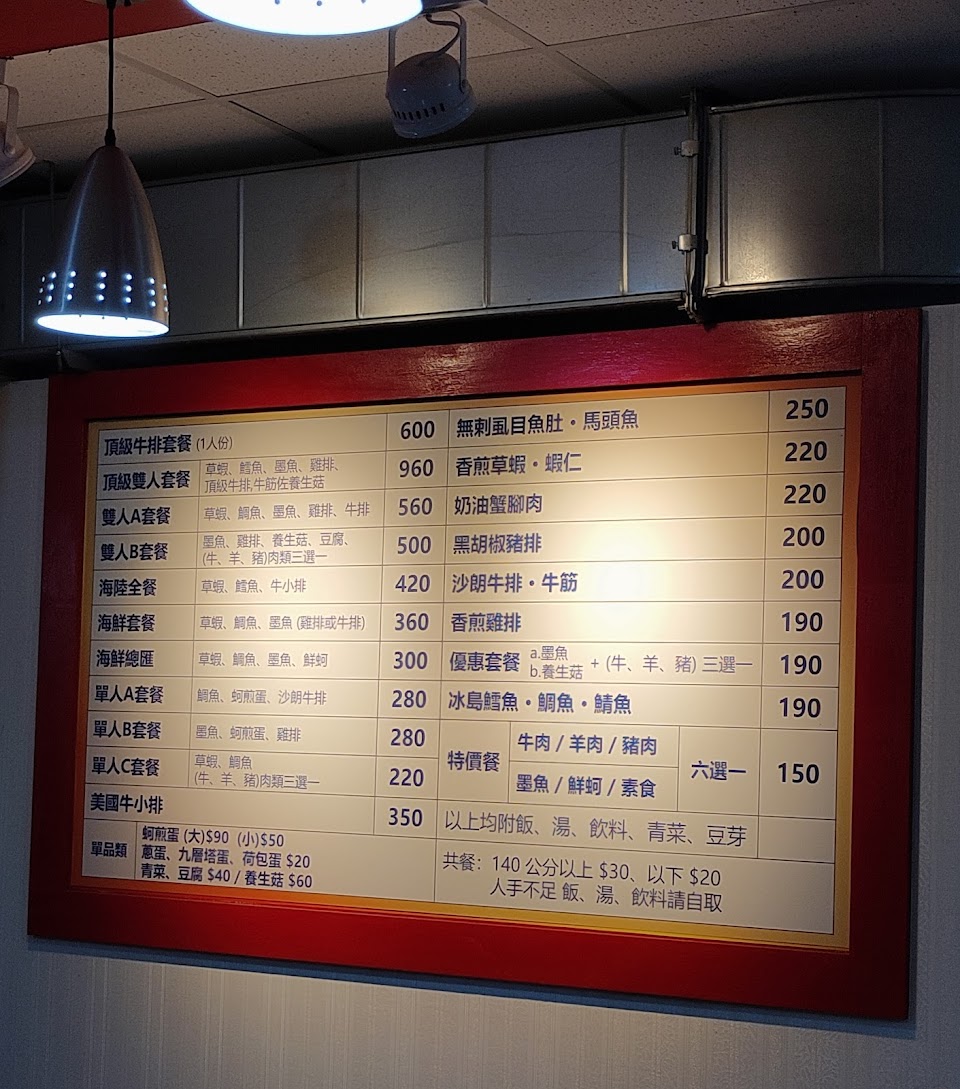 頂級牛排套餐 (1人份) 600
頂級雙人套餐 草蝦、鱈魚、墨魚、雞排、
頂級牛排,牛筋佐養生菇 960
雙人A套餐 草蝦、鯛魚、墨魚、雞排、牛排 560
雙人B套餐 墨魚、雞排、養生菇、豆腐、
(牛、羊、豬)肉類三選一 500
海陸全餐 草蝦、鱈魚、牛小排 420
海鮮套餐 草蝦、鯛魚、墨魚 (雞排或牛排) 360
海鮮總匯 草蝦、鯛魚、墨魚、鮮蚵 300
單人A套餐 鯛魚、蚵煎蛋、沙朗牛排 280
單人B套餐 墨魚、蚵煎蛋、雞排 280
單人C套餐 草蝦、鯛魚
(牛、羊、豬)肉類三選一 220
美國牛小排 350
單品類 蚵煎蛋 (大)$90 (小)$50
蔥蛋、九層塔蛋、荷包蛋 $20
青菜、豆腐 $40 / 養生菇 $60
無刺虱目魚肚・馬頭魚 250
香煎草蝦・蝦仁 220
奶油蟹腳肉 220
黑胡椒豬排 200
沙朗牛排・牛筋 200
香煎雞排 190
優惠套餐 a.墨魚
b.養生菇 + (牛、羊、豬) 三選一 190
冰島鱈魚・鯛魚・鯖魚 190
特價餐 牛肉 / 羊肉 / 豬肉
墨魚 / 鮮蚵 / 素食 六選一 150
以上均附飯、湯、飲料、青菜、豆芽
共餐：140 公分以上 $30、以下 $20
人手不足 飯、湯、飲料請自取